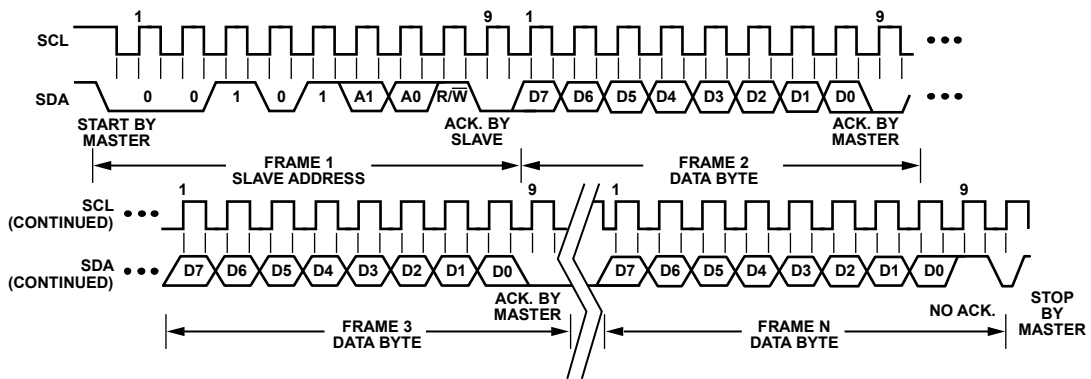 1 9 1 9
SCL
SDA 0 0 1 0 1 A1 A0 R/W̅ D7 D6 D5 D4 D3 D2 D1 D0
START BY
MASTER
ACK. BY
SLAVE
ACK. BY
MASTER
FRAME 1
SLAVE ADDRESS
FRAME 2
DATA BYTE
1 9 1 9
SCL
(CONTINUED)
SDA
(CONTINUED)
D7 D6 D5 D4 D3 D2 D1 D0 D7 D6 D5 D4 D3 D2 D1 D0
ACK. BY
MASTER
NO ACK.
STOP
BY
MASTER
FRAME 3
DATA BYTE
FRAME N
DATA BYTE